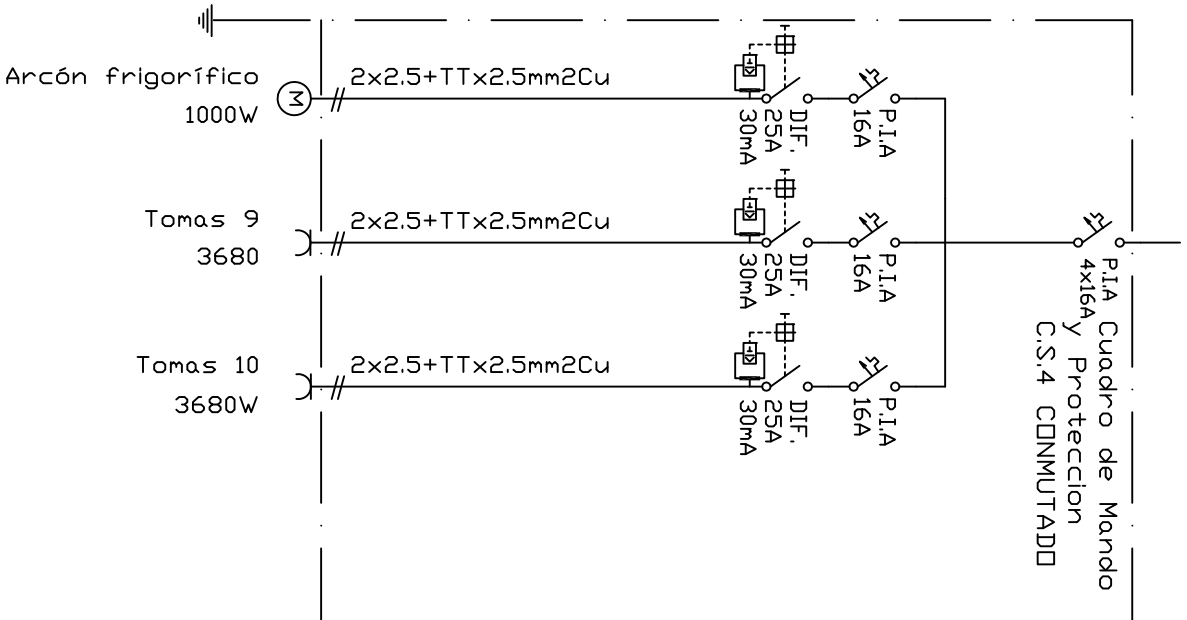 Arcón frigorífico
1000W
M
2x2.5+TTx2.5mm2Cu
30mA
25A
DIF.
16A
P.I.A
Tomas 9
3680
2x2.5+TTx2.5mm2Cu
30mA
25A
DIF.
16A
P.I.A
P.I.A
4x16A
Tomas 10
3680W
2x2.5+TTx2.5mm2Cu
30mA
25A
DIF.
16A
P.I.A
Cuadro de Mando
y Proteccion
C.S.4 CONMUTADO